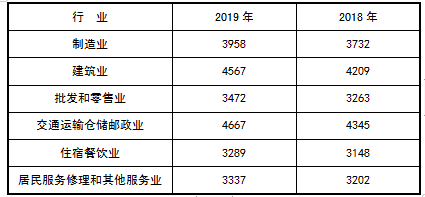 行 业 2019 年 2018 年
制造业 3958 3732
建筑业 4567 4209
批发和零售业 3472 3263
交通运输仓储邮政业 4667 4345
住宿餐饮业 3289 3148
居民服务修理和其他服务业 3337 3202